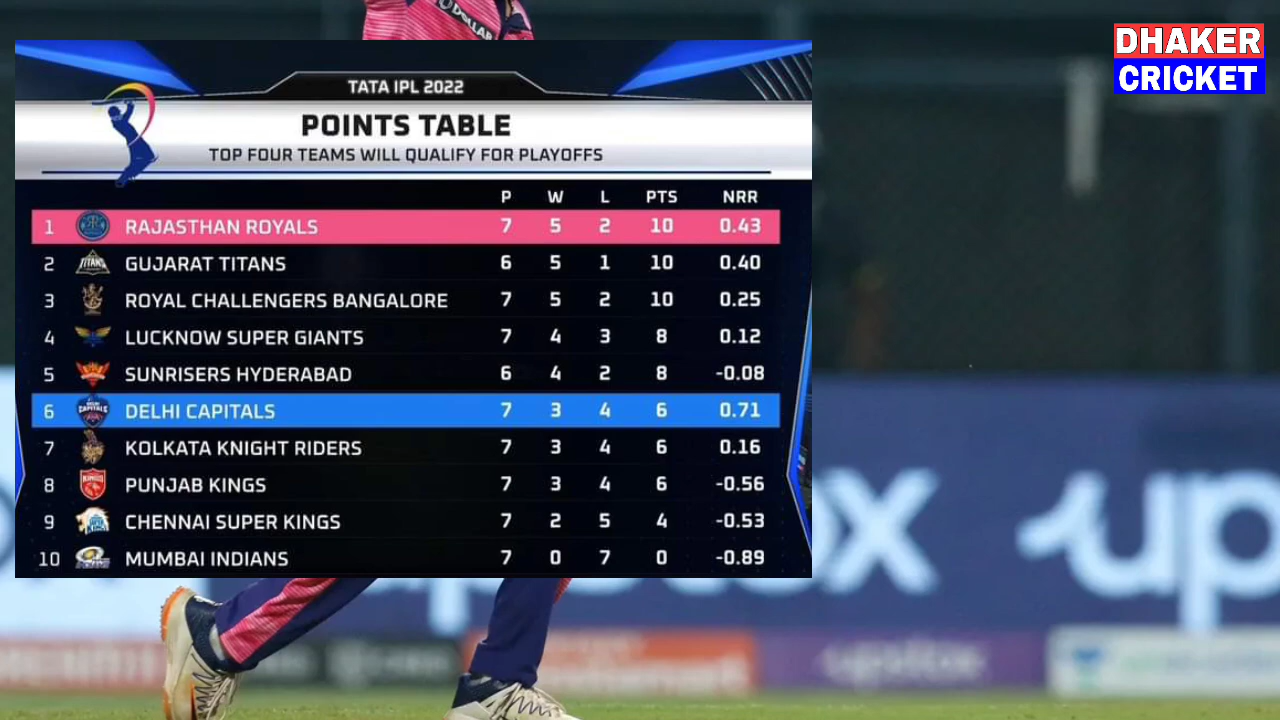 DOLLAR
DHAKER
CRICKET
TATA IPL 2022
POINTS TABLE
TOP FOUR TEAMS WILL QUALIFY FOR PLAYOFFS
P W L PTS NRR
1 RAJASTHAN ROYALS 7 5 2 10 0.43
2 TITANS GUJARAT TITANS 6 5 1 10 0.40
3 ROYAL CHALLENGERS BANGALORE 7 5 2 10 0.25
4 LUCKNOW SUPER GIANTS 7 4 3 8 0.12
5 SUNRISERS HYDERABAD 6 4 2 8 -0.08
6 CAPITALS DELHI CAPITALS 7 3 4 6 0.71
7 KOLKATA KNIGHT RIDERS 7 3 4 6 0.16
8 KINGS PUNJAB KINGS 7 3 4 6 -0.56
9 CHENNAI SUPER KINGS 7 2 5 4 -0.53
10 MUMBAI INDIANS 7 0 7 0 -0.89
upstox